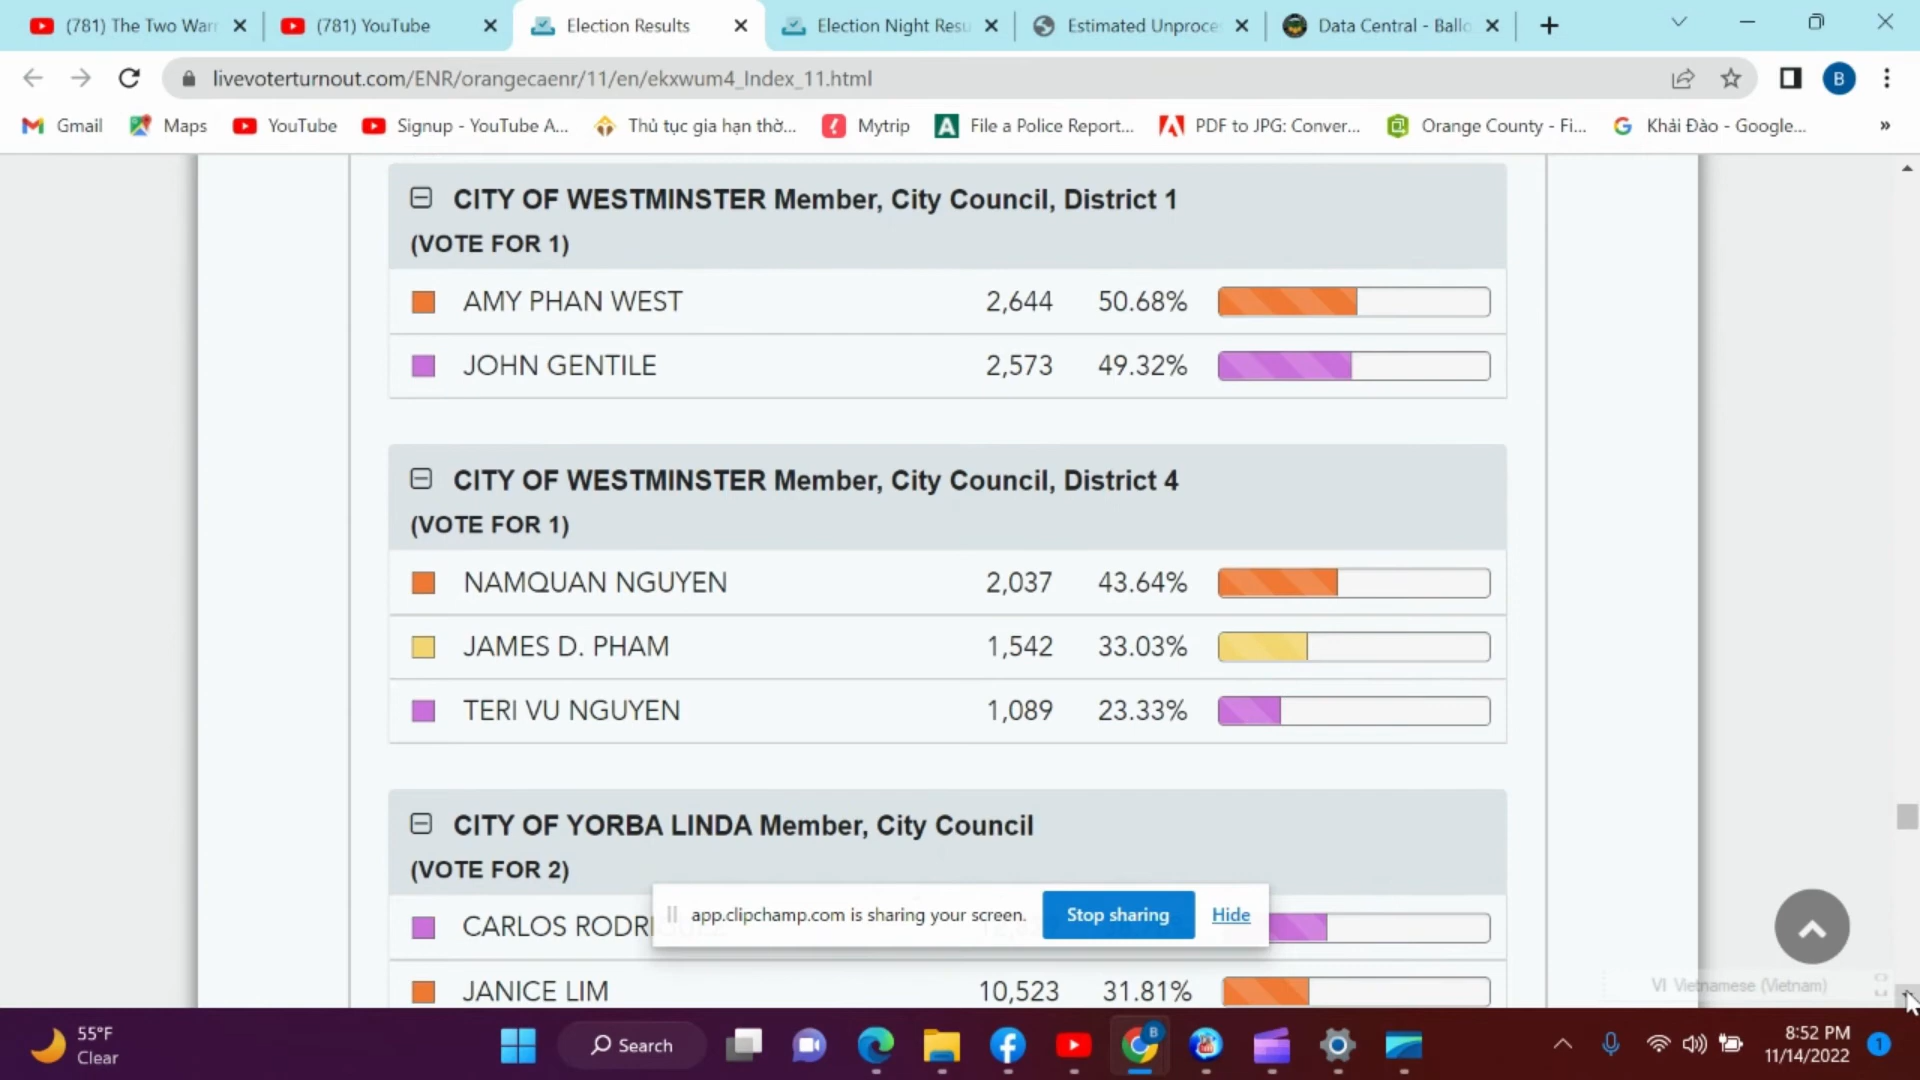 (781) The Two War
(781) YouTube
Election Results
Election Night Resu
Estimated Unproce
Data Central - Ballo
livevoterturnout.com/ENR/orangecaenr/11/en/ekxwum4_Index_11.html
B
Gmail
Maps
YouTube
Signup - YouTube A...
Thủ tục gia hạn thờ...
Mytrip
File a Police Report...
PDF to JPG: Conver...
Orange County - Fi...
Khải Đào - Google...
»
CITY OF WESTMINSTER Member, City Council, District 1
(VOTE FOR 1)
AMY PHAN WEST 2,644 50.68%
JOHN GENTILE 2,573 49.32%
CITY OF WESTMINSTER Member, City Council, District 4
(VOTE FOR 1)
NAMQUAN NGUYEN 2,037 43.64%
JAMES D. PHAM 1,542 33.03%
TERI VU NGUYEN 1,089 23.33%
CITY OF YORBA LINDA Member, City Council
(VOTE FOR 2)
CARLOS RODRI
app.clipchamp.com is sharing your screen. Stop sharing Hide
JANICE LIM 10,523 31.81%
VI Vietnamese (Vietnam)
55°F
Clear
Search
B
8:52 PM
11/14/2022
1